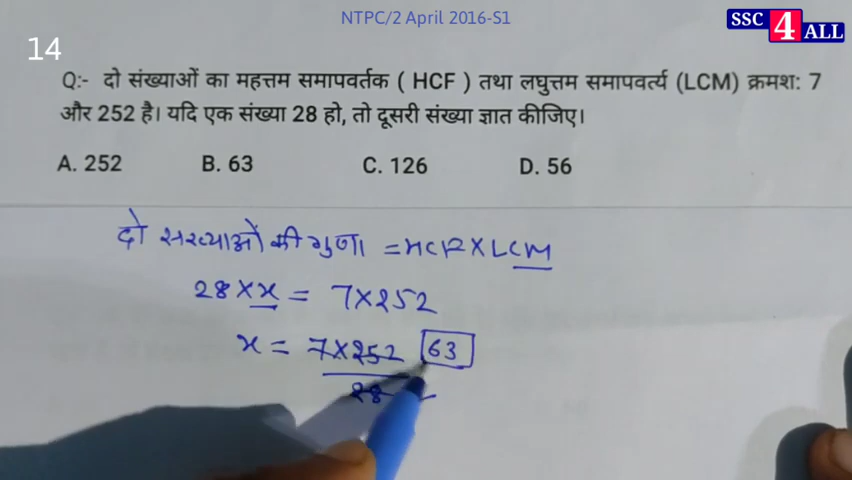 NTPC/2 April 2016-S1
SSC 4 ALL
14
Q:- दो संख्याओं का महत्तम समापवर्तक ( HCF ) तथा लघुत्तम समापवर्त्य (LCM) क्रमश: 7
और 252 है। यदि एक संख्या 28 हो, तो दूसरी संख्या ज्ञात कीजिए।
A. 252 B. 63 C. 126 D. 56
दो सख्याओं की गुणा = HCF X LCM
28 × x = 7×252
x = 7×252 63
28